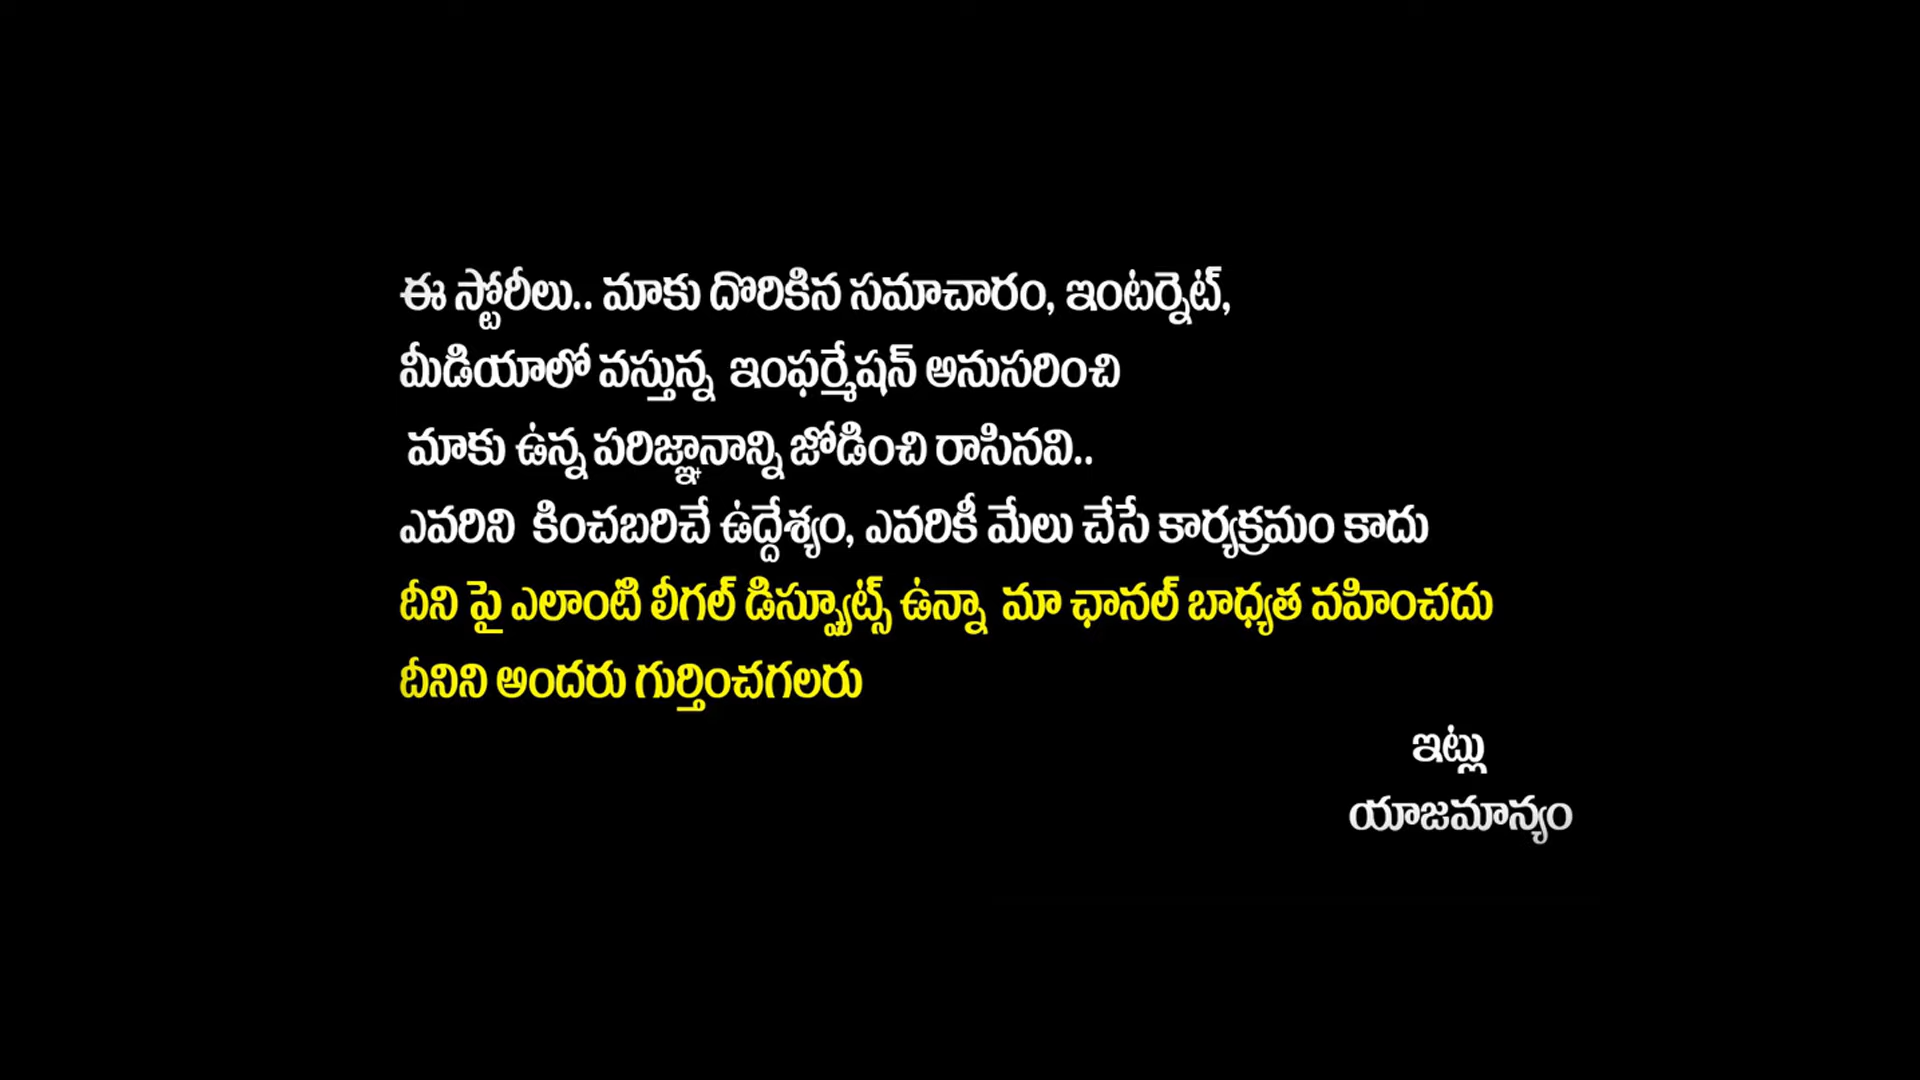 ఈ స్టోరీలు.. మాకు దొరికిన సమాచారం, ఇంటర్నెట్,
మీడియాలో వస్తున్న ఇంఫర్మేషన్ అనుసరించి
మాకు ఉన్న పరిజ్ఞానాన్ని జోడించి రాసినవి..
ఎవరిని కించబరిచే ఉద్దేశ్యం, ఎవరికీ మేలు చేసే కార్యక్రమం కాదు
దీని పై ఎలాంటి లీగల్ డిస్ప్యూట్స్ ఉన్నా మా ఛానల్ బాధ్యత వహించదు
దీనిని అందరు గుర్తించగలరు
ఇట్లు
యాజమాన్యం